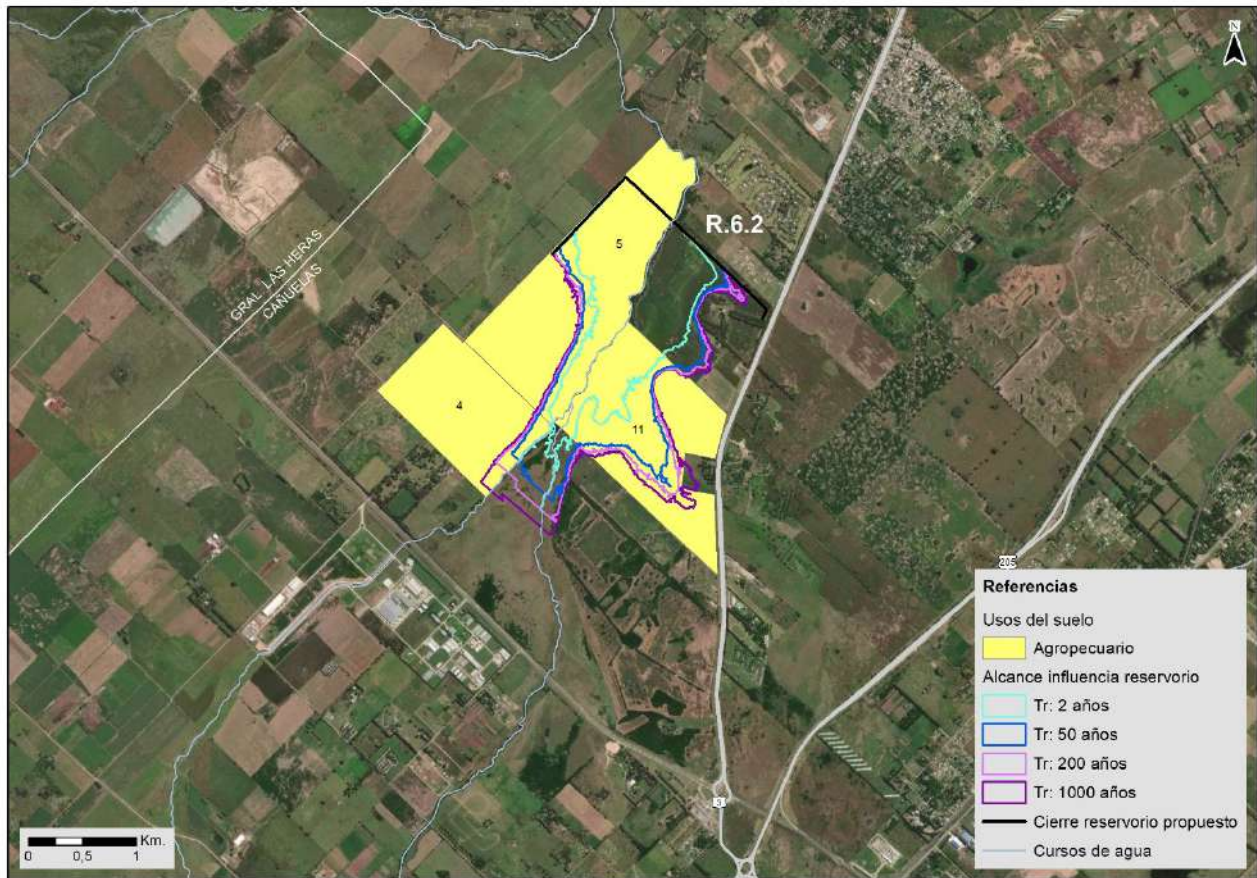 N
R.6.2
5
GRAL. LAS HERAS
CAÑUELAS
4
11
205
3
Referencias
Usos del suelo
Agropecuario
Alcance influencia reservorio
Tr: 2 años
Tr: 50 años
Tr: 200 años
Tr: 1000 años
Cierre reservorio propuesto
Cursos de agua
Km.
0 0,5 1